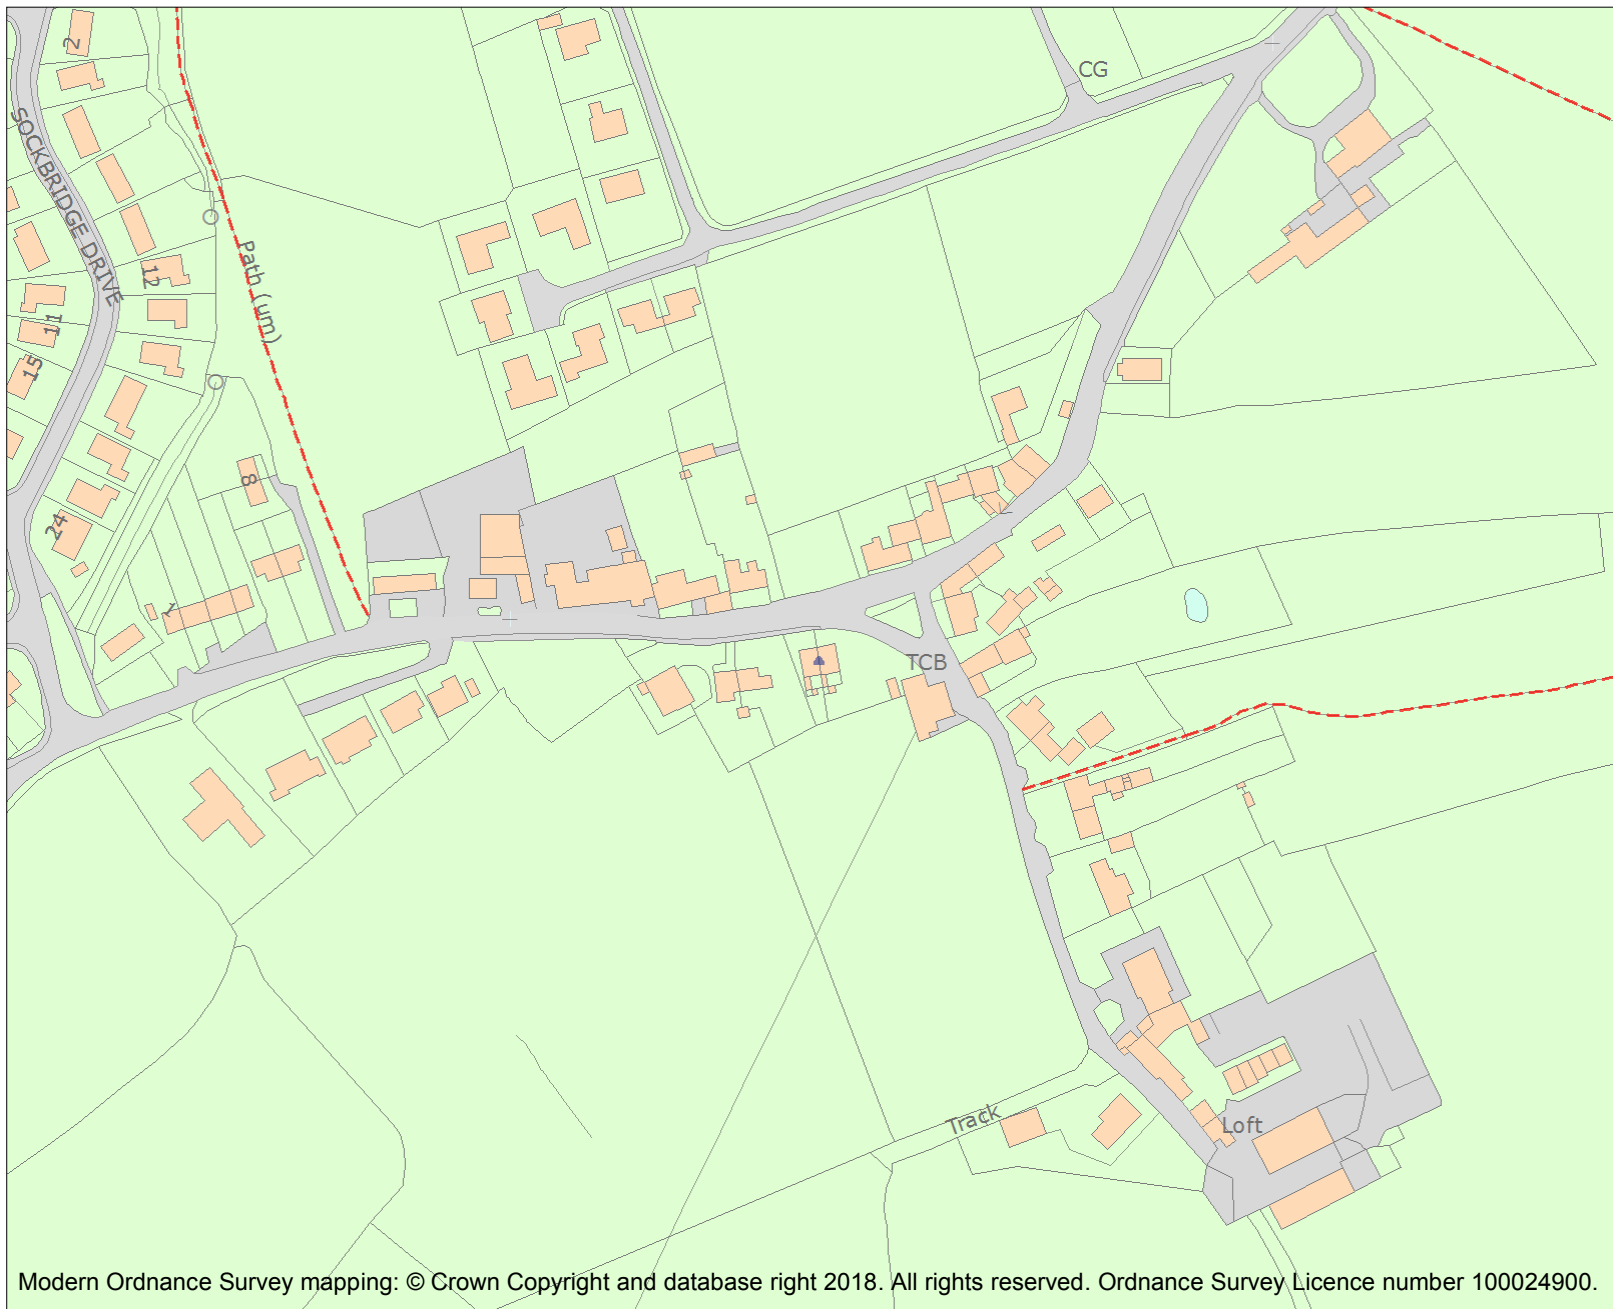 2
CG
SOCKBRIDGE DRIVE
Path (um)
12
11
15
8
24
1
TCB
Track
Loft
Modern Ordnance Survey mapping: © Crown Copyright and database right 2018. All rights reserved. Ordnance Survey Licence number 100024900.